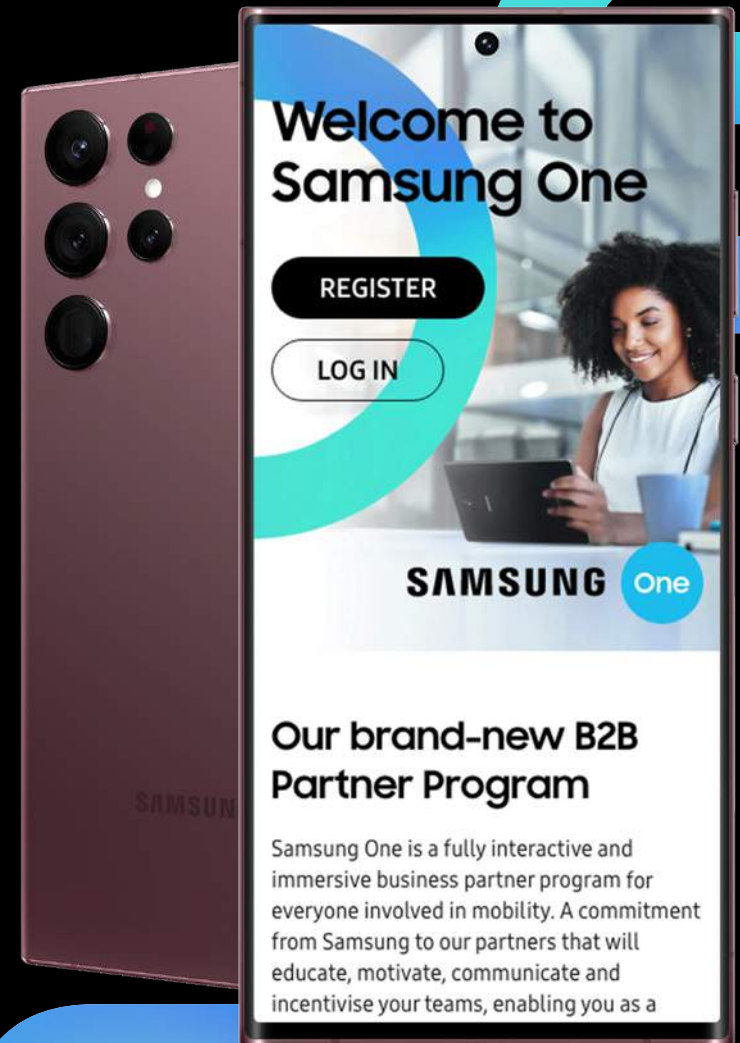 Welcome to
Samsung One
REGISTER
LOG IN
SAMSUNG One
Our brand-new B2B
Partner Program
Samsung One is a fully interactive and
immersive business partner program for
everyone involved in mobility. A commitment
from Samsung to our partners that will
educate, motivate, communicate and
incentivise your teams, enabling you as a
SAMSUN